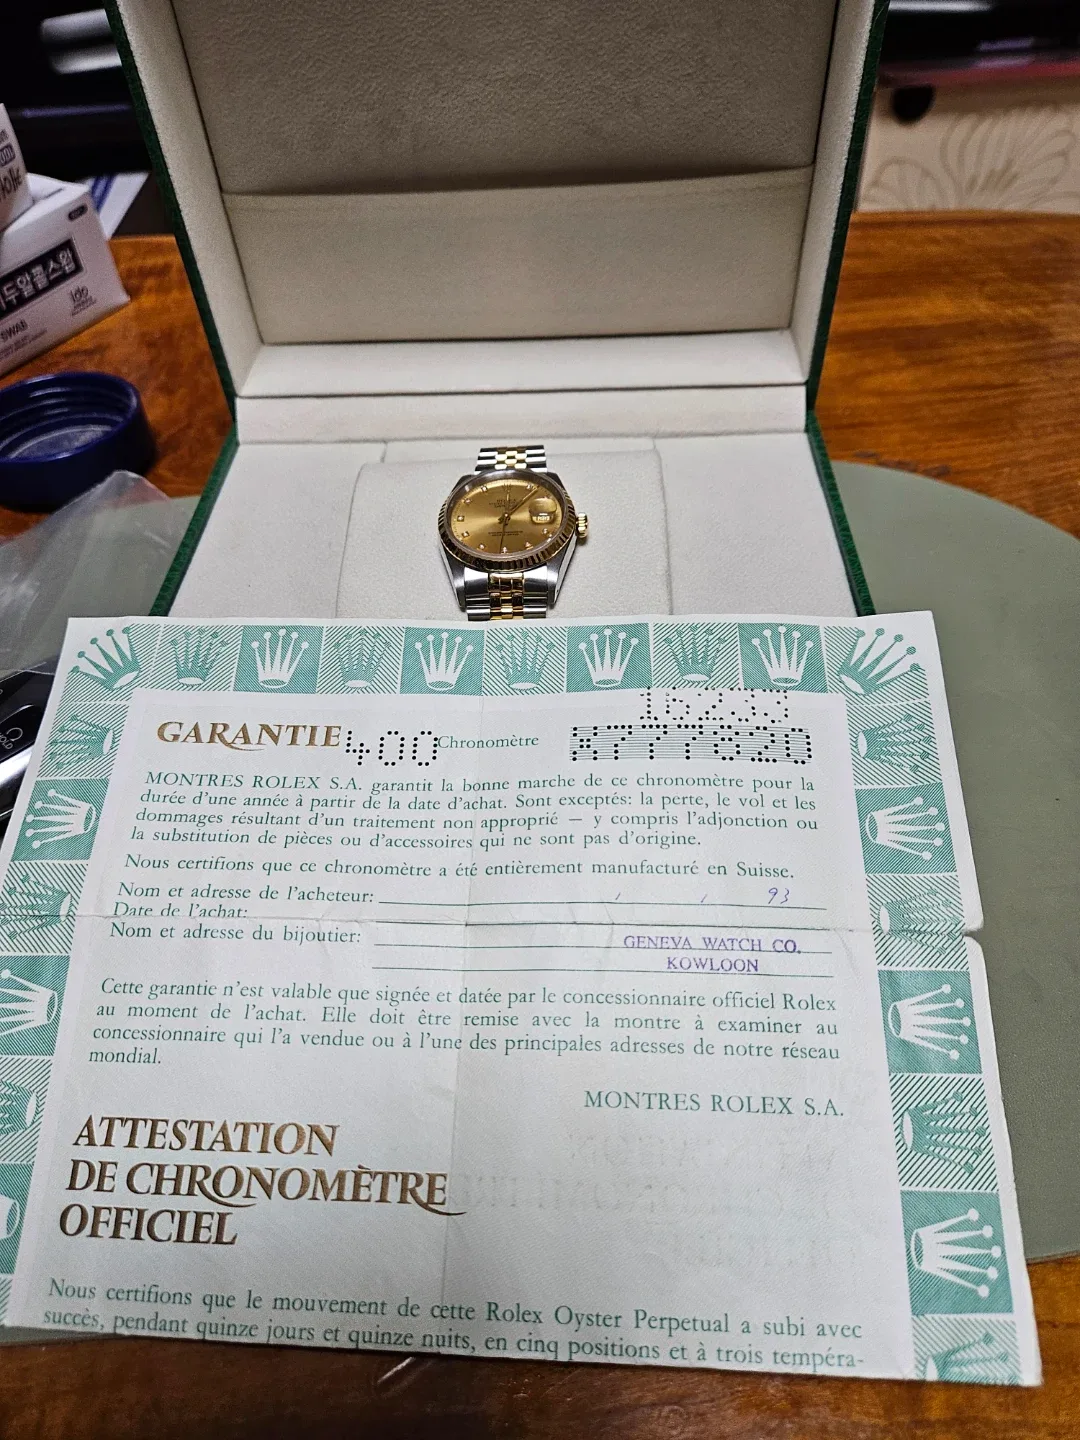 두알콜스왑
SWAB
16233
GARANTIE 400 Chronomètre
X777620
MONTRES ROLEX S.A. garantit la bonne marche de ce chronomètre pour la
durée d'une année à partir de la date d'achat. Sont exceptés: la perte, le vol et les
dommages résultant d'un traitement non approprié — y compris l'adjonction ou
la substitution de pièces ou d'accessoires qui ne sont pas d'origine.
Nous certifions que ce chronomètre a été entièrement manufacturé en Suisse.
Nom et adresse de l'acheteur:
, , 93
Date de l'achat:
Nom et adresse du bijoutier:
GENEVA WATCH CO.
KOWLOON
Cette garantie n'est valable que signée et datée par le concessionnaire officiel Rolex
au moment de l'achat. Elle doit être remise avec la montre à examiner au
concessionnaire qui l'a vendue ou à l'une des principales adresses de notre réseau
mondial.
MONTRES ROLEX S.A.
ATTESTATION
DE CHRONOMÈTRE
OFFICIEL
Nous certifions que le mouvement de cette Rolex Oyster Perpetual a subi avec
succès, pendant quinze jours et quinze nuits, en cinq positions et à trois tempéra-